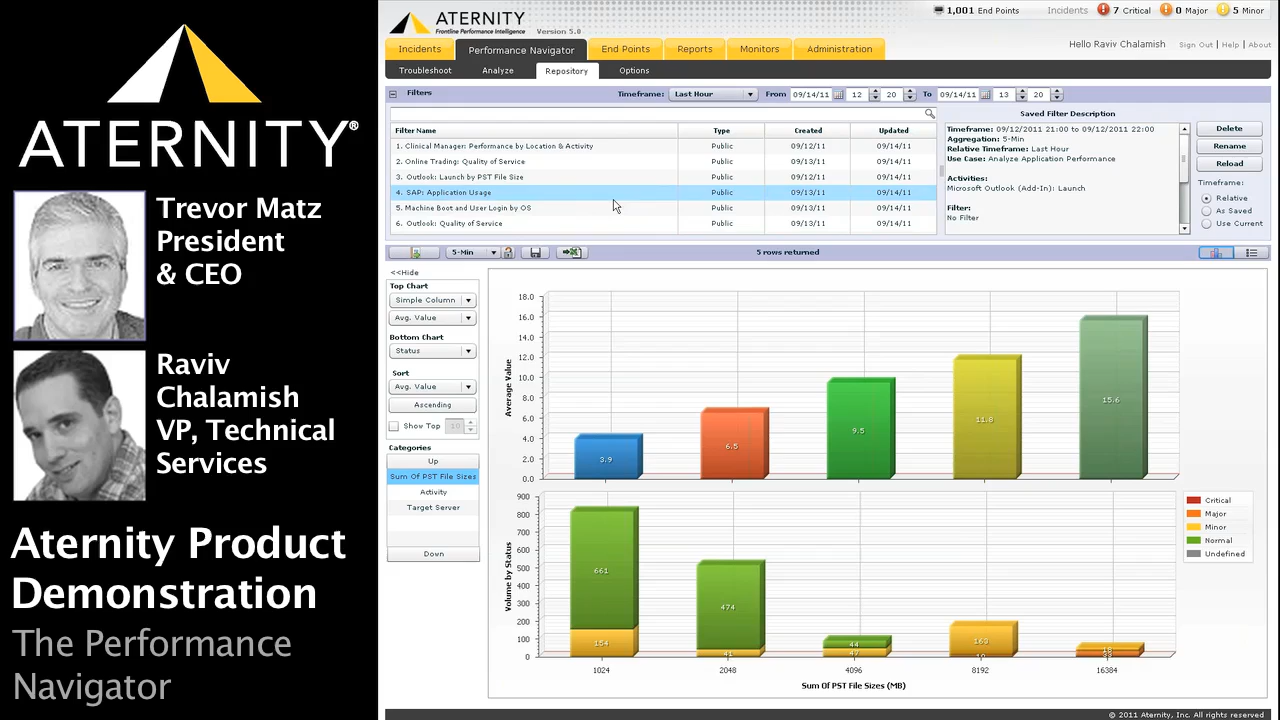 ATERNITY®
Trevor Matz
President
& CEO
Raviv
Chalamish
VP, Technical
Services
Aternity Product
Demonstration
The Performance
Navigator
ATERNITY
Frontline Performance Intelligence
Version 5.0
1,001 End Points
Incidents
7 Critical
0 Major
5 Minor
Incidents
Performance Navigator
End Points
Reports
Monitors
Administration
Hello Raviv Chalamish
Sign Out | Help | About
Troubleshoot
Analyze
Repository
Options
Filters
Timeframe:
Last Hour
From
09/14/11
12
20
To
09/14/11
13
20
Filter Name
Type
Created
Updated
1. Clinical Manager: Performance by Location & Activity
Public
09/12/11
09/14/11
2. Online Trading: Quality of Service
Public
09/12/11
09/14/11
3. Outlook: Launch by PST File Size
Public
09/13/11
09/14/11
4. SAP: Application Usage
Public
09/13/11
09/14/11
5. Machine Boot and User Login by OS
Public
09/13/11
09/14/11
6. Outlook: Quality of Service
Public
09/13/11
09/14/11
Saved Filter Description
Timeframe: 09/12/2011 21:00 to 09/12/2011 22:00
Aggregation: 5-Min
Relative Timeframe: Last Hour
Use Case: Analyze Application Performance
Activities:
Microsoft Outlook (Add-In): Launch
Filter:
No Filter
Delete
Rename
Reload
Timeframe:
Relative
As Saved
Use Current
5-Min
5 rows returned
<<Hide
Top Chart
Simple Column
Avg. Value
Bottom Chart
Status
Sort
Avg. Value
Ascending
Show Top
10
Categories
Up
Sum Of PST File Sizes
Activity
Target Server
Down
Average Value
18.0
16.0
14.0
12.0
10.0
8.0
6.0
4.0
2.0
0.0
3.9
6.5
9.5
11.8
15.6
Volume by Status
900
800
700
600
500
400
300
200
100
0
661
154
474
41
44
49
163
10
18
1024
2048
4096
8192
16384
Sum Of PST File Sizes (MB)
Critical
Major
Minor
Normal
Undefined
© 2011 Aternity, Inc. All rights reserved